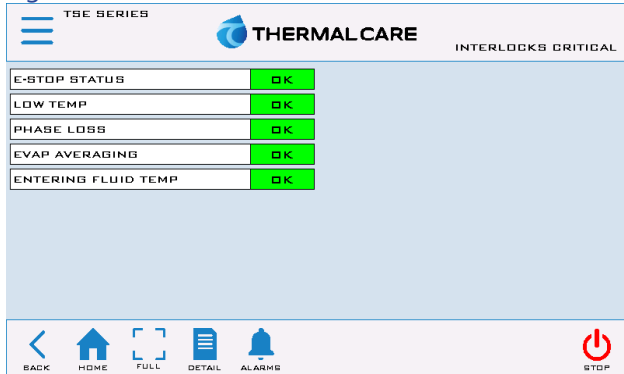 TSE SERIES
THERMALCARE
INTERLOCKS CRITICAL
E-STOP STATUS OK
LOW TEMP OK
PHASE LOSS OK
EVAP AVERAGING OK
ENTERING FLUID TEMP OK
BACK HOME FULL DETAIL ALARMS STOP